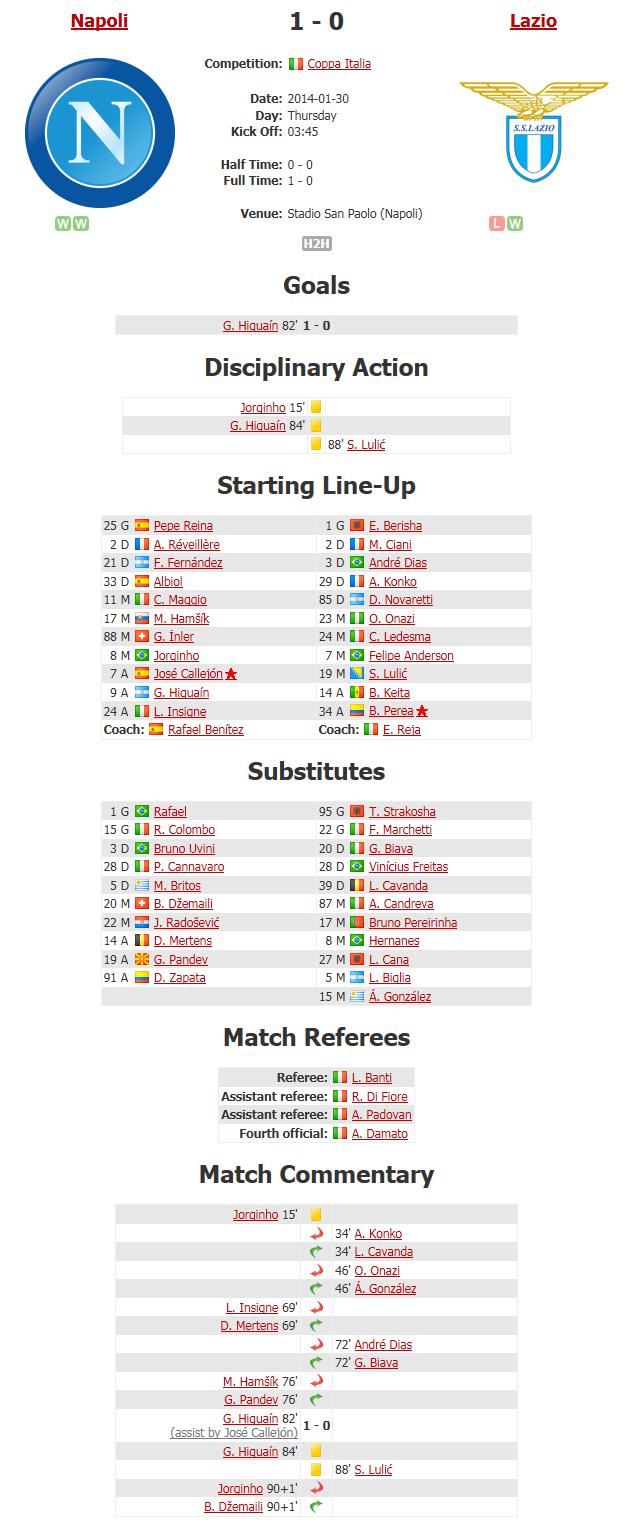 Napoli 1 - 0 Lazio
Competition: Coppa Italia
N
S.S.LAZIO
Date: 2014-01-30
Day: Thursday
Kick Off: 03:45
Half Time: 0 - 0
Full Time: 1 - 0
Venue: Stadio San Paolo (Napoli)
W W L W
H2H
Goals
G. Higuaín 82' 1 - 0
Disciplinary Action
Jorginho 15'
G. Higuaín 84'
88' S. Lulić
Starting Line-Up
25 G Pepe Reina 1 G E. Berisha
2 D A. Réveillère 2 D M. Ciani
21 D F. Fernández 3 D André Dias
33 D Albiol 29 D A. Konko
11 M C. Maggio 85 D D. Novaretti
17 M M. Hamšík 23 M O. Onazi
88 M G. İnler 24 M C. Ledesma
8 M Jorginho 7 M Felipe Anderson
7 A José Callejón 19 M S. Lulić
9 A G. Higuaín 14 A B. Keita
24 A L. Insigne 34 A B. Perea
Coach: Rafael Benítez Coach: E. Reja
Substitutes
1 G Rafael 95 G T. Strakosha
15 G R. Colombo 22 G F. Marchetti
3 D Bruno Uvini 20 D G. Biava
28 D P. Cannavaro 28 D Vinícius Freitas
5 D M. Britos 39 D L. Cavanda
20 M B. Džemaili 87 M A. Candreva
22 M J. Radošević 17 M Bruno Pereirinha
14 A D. Mertens 8 M Hernanes
19 A G. Pandev 27 M L. Cana
91 A D. Zapata 5 M L. Biglia
15 M Á. González
Match Referees
Referee: L. Banti
Assistant referee: R. Di Fiore
Assistant referee: A. Padovan
Fourth official: A. Damato
Match Commentary
Jorginho 15'
34' A. Konko
34' L. Cavanda
46' O. Onazi
46' Á. González
L. Insigne 69'
D. Mertens 69'
72' André Dias
72' G. Biava
M. Hamšík 76'
G. Pandev 76'
G. Higuaín 82' 1 - 0
(assist by José Callejón)
G. Higuaín 84'
88' S. Lulić
Jorginho 90+1'
B. Džemaili 90+1'